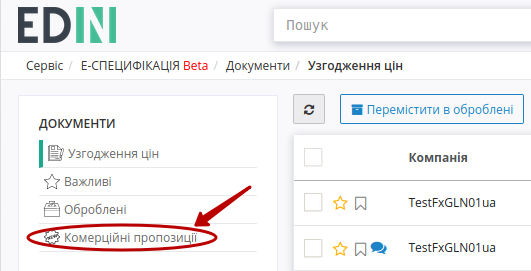 EDIN
Пошук
Сервіс / Е-СПЕЦИФІКАЦІЯ Beta / Документи / Узгодження цін
ДОКУМЕНТИ
Узгодження цін
Важливі
Оброблені
Комерційні пропозиції
Перемістити в оброблені
Компанія
TestFxGLN01ua
TestFxGLN01ua